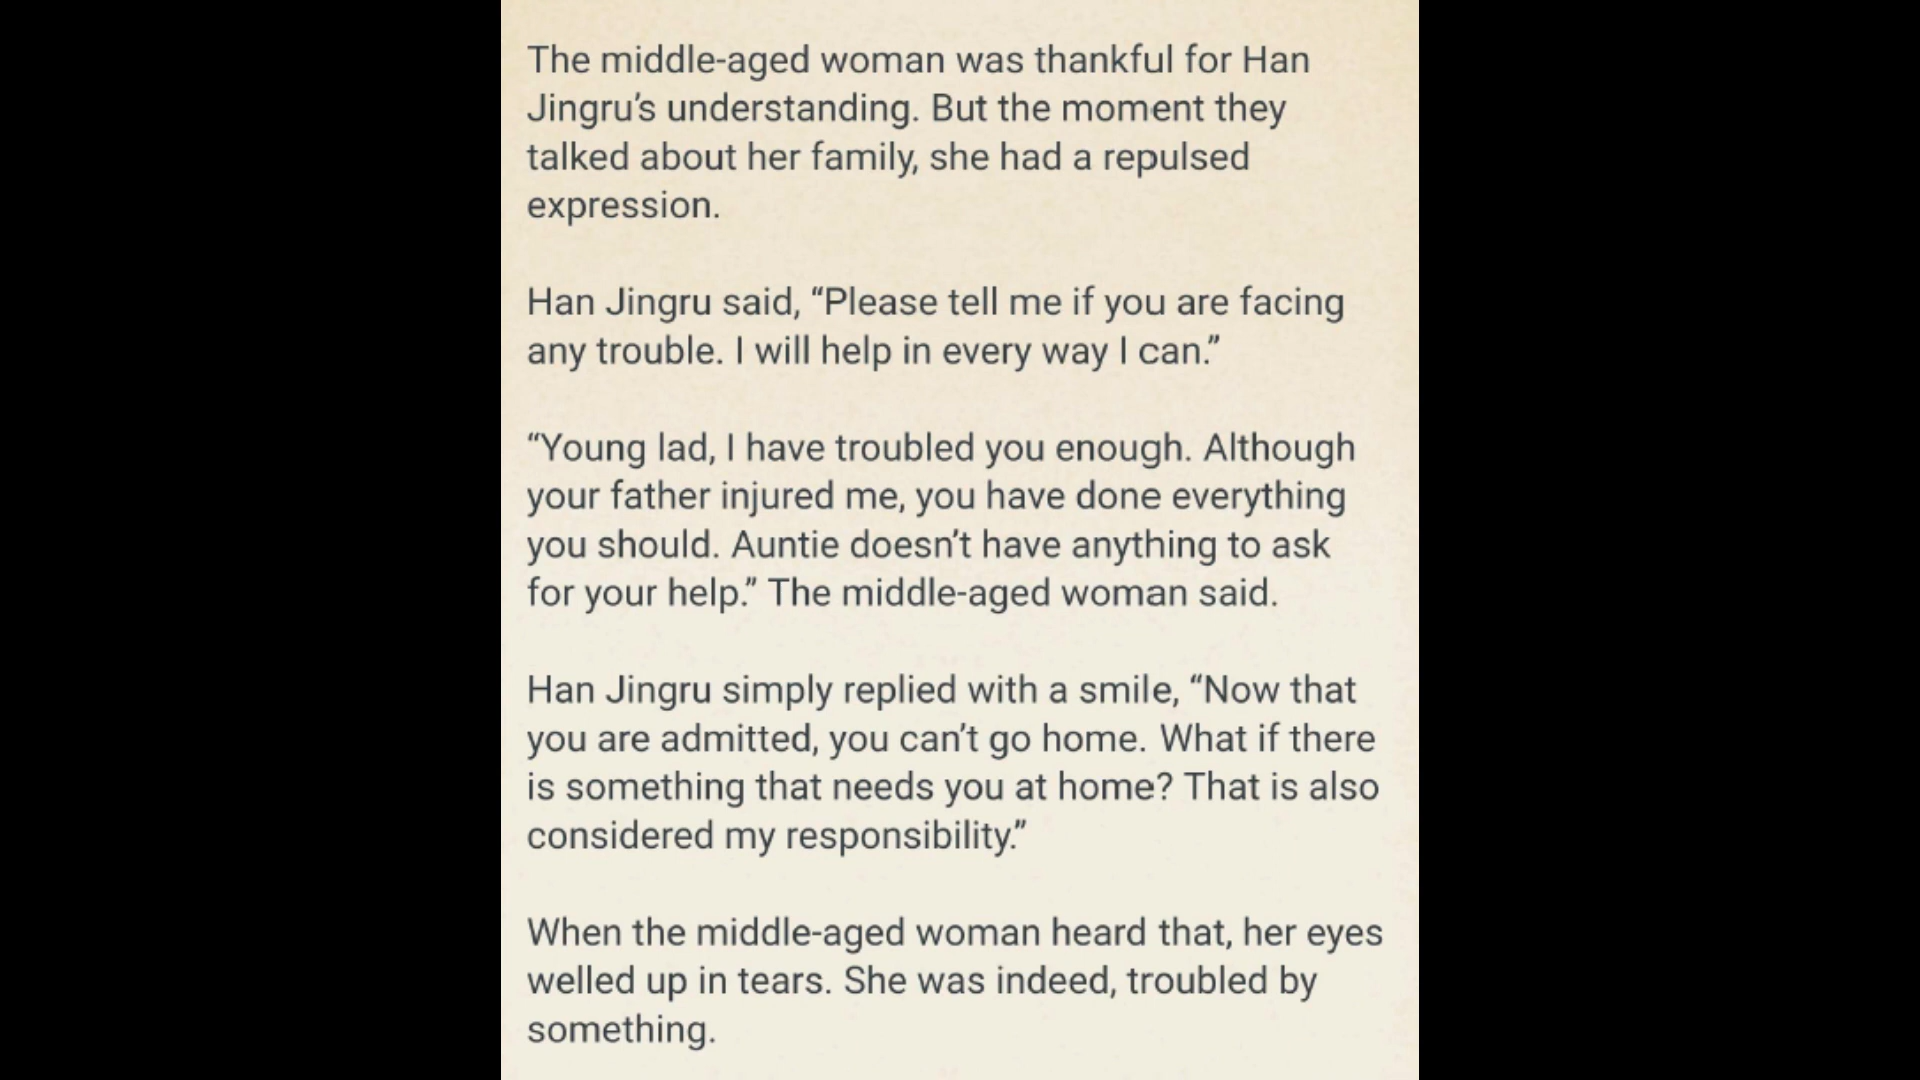 The middle-aged woman was thankful for Han
Jingru’s understanding. But the moment they
talked about her family, she had a repulsed
expression.
Han Jingru said, “Please tell me if you are facing
any trouble. I will help in every way I can.”
“Young lad, I have troubled you enough. Although
your father injured me, you have done everything
you should. Auntie doesn’t have anything to ask
for your help.” The middle-aged woman said.
Han Jingru simply replied with a smile, “Now that
you are admitted, you can’t go home. What if there
is something that needs you at home? That is also
considered my responsibility.”
When the middle-aged woman heard that, her eyes
welled up in tears. She was indeed, troubled by
something.